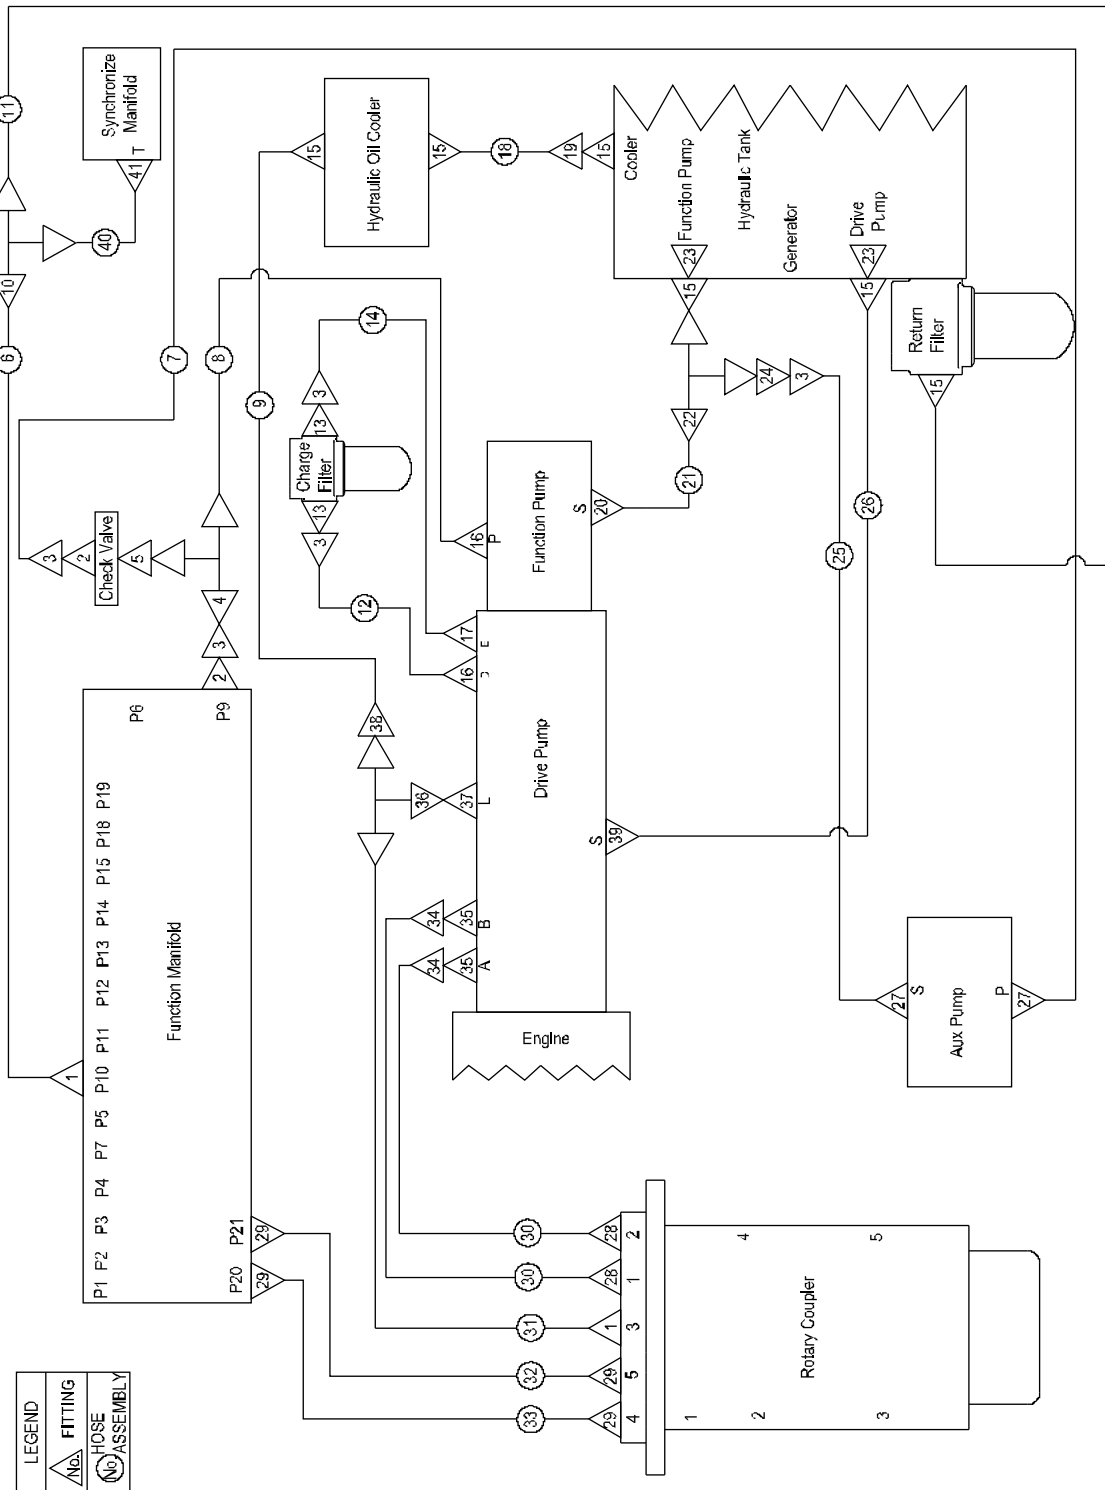 LEGEND
No. FITTING
No. HOSE ASSEMBLY
11
Synchronize
Manifold
T
41
40
10
6
7
8
9
14
12
3
2
Check Valve
5
4
3
2
P6
P9
P1 P2 P3 P4 P7 P5 P10 P11 P12 P13 P14 P15 P18 P19
Function Manifold
1
P20
P21
29
29
15
Hydraulic Oil Cooler
15
18
19
15
Cooler
Function Pump
23
15
Hydraulic Tank
Generator
Drive
Pump
23
15
Return
Filter
15
3
13
Charge
Filter
13
3
24
3
22
21
20
S
Function Pump
P
16
17
E
16
38
36
37
L
Drive Pump
S
39
25
26
34
35
B
34
35
A
Engine
27
S
Aux Pump
P
27
30
28
2
30
28
1
31
1
3
32
29
5
33
29
4
Rotary Coupler
1
2
3
4
5